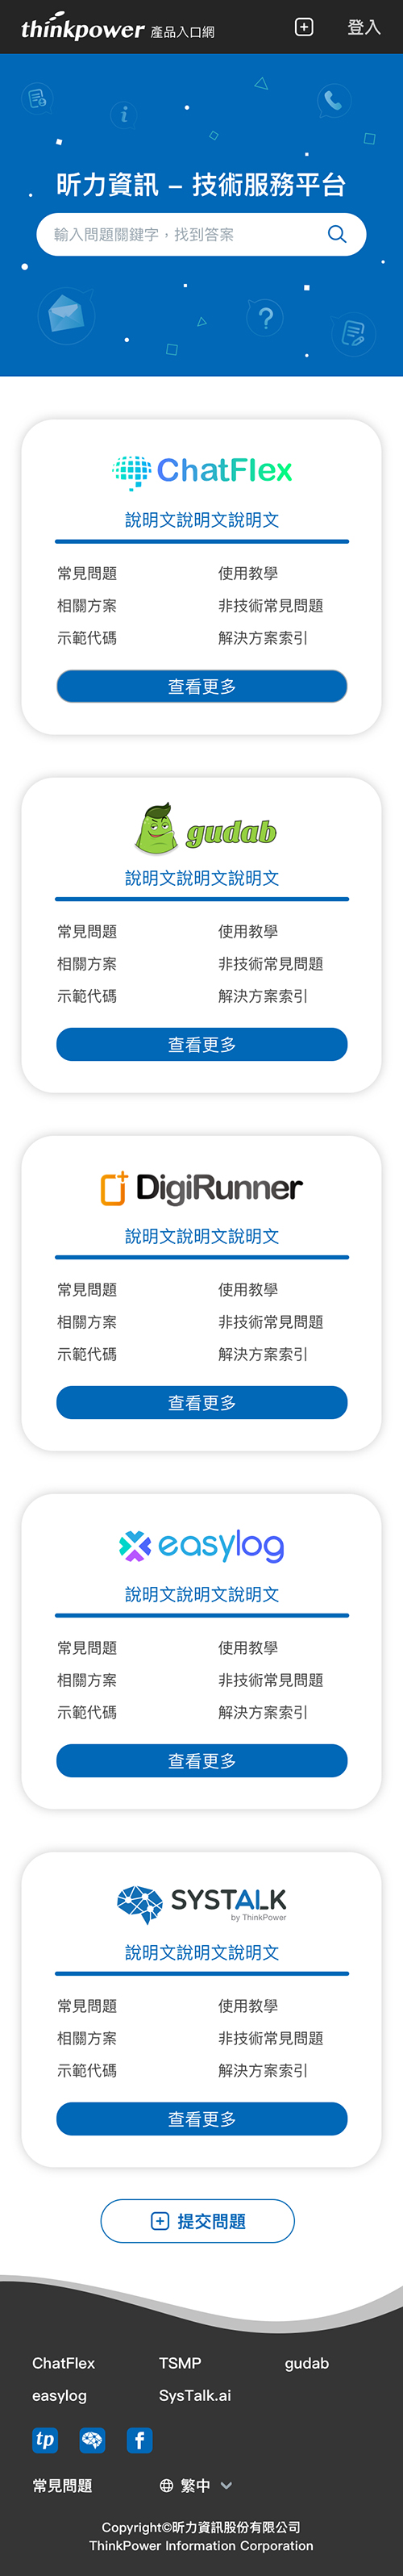 thinkpower 產品入口網 登入
昕力資訊 – 技術服務平台
輸入問題關鍵字，找到答案
ChatFlex
說明文說明文說明文
常見問題 使用教學
相關方案 非技術常見問題
示範代碼 解決方案索引
查看更多
gudab
說明文說明文說明文
常見問題 使用教學
相關方案 非技術常見問題
示範代碼 解決方案索引
查看更多
DigiRunner
說明文說明文說明文
常見問題 使用教學
相關方案 非技術常見問題
示範代碼 解決方案索引
查看更多
easylog
說明文說明文說明文
常見問題 使用教學
相關方案 非技術常見問題
示範代碼 解決方案索引
查看更多
SYSTALK
by ThinkPower
說明文說明文說明文
常見問題 使用教學
相關方案 非技術常見問題
示範代碼 解決方案索引
查看更多
提交問題
ChatFlex TSMP gudab
easylog SysTalk.ai
tp f
常見問題 繁中
Copyright©昕力資訊股份有限公司
ThinkPower Information Corporation